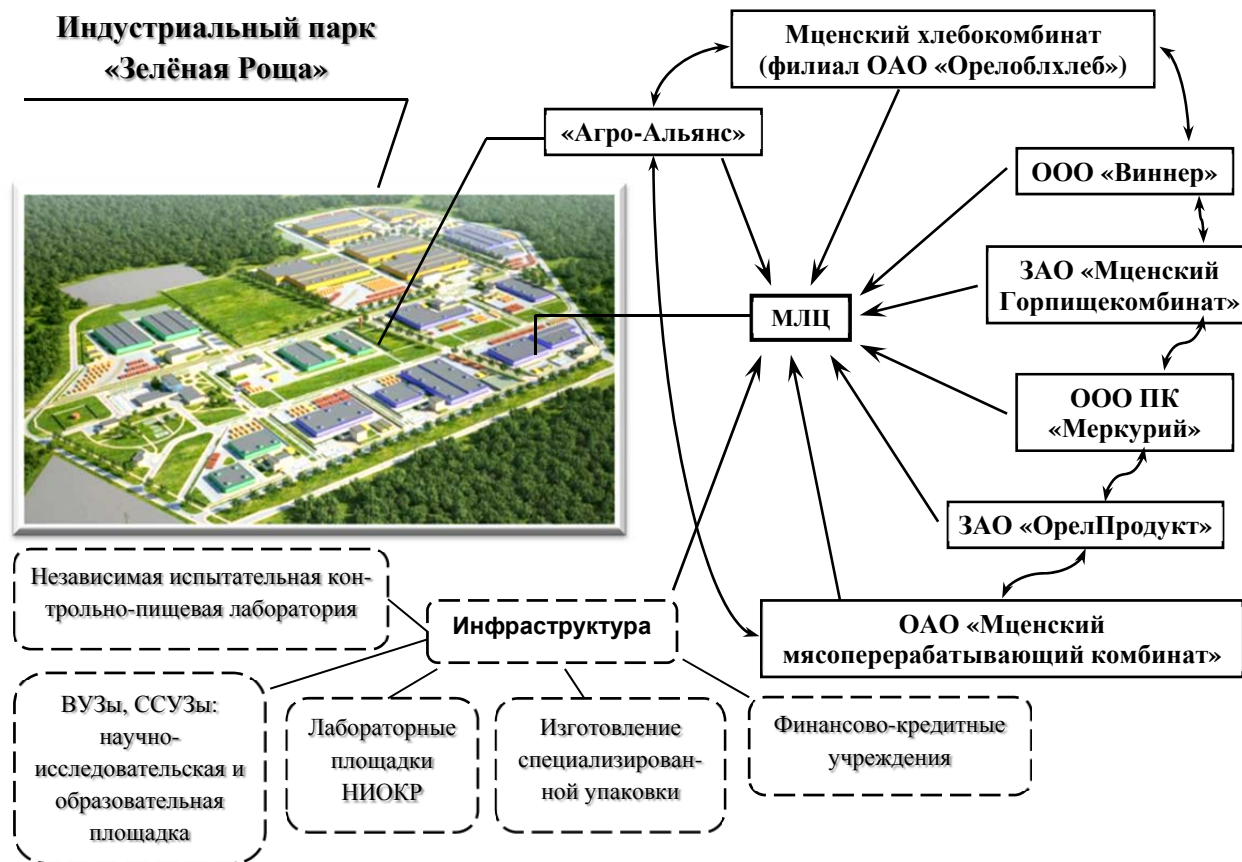 Индустриальный парк
«Зелёная Роща»
Мценский хлебокомбинат
(филиал ОАО «Орелоблхлеб»)
«Агро-Альянс»
ООО «Виннер»
ЗАО «Мценский
Горпищекомбинат»
МЛЦ
ООО ПК
«Меркурий»
ЗАО «ОрелПродукт»
ОАО «Мценский
мясоперерабатывающий комбинат»
Независимая испытательная кон-
трольно-пищевая лаборатория
Инфраструктура
ВУЗы, ССУЗы:
научно-
исследовательская и
образовательная
площадка
Лабораторные
площадки
НИОКР
Изготовление
специализирован-
ной упаковки
Финансово-кредитные
учреждения